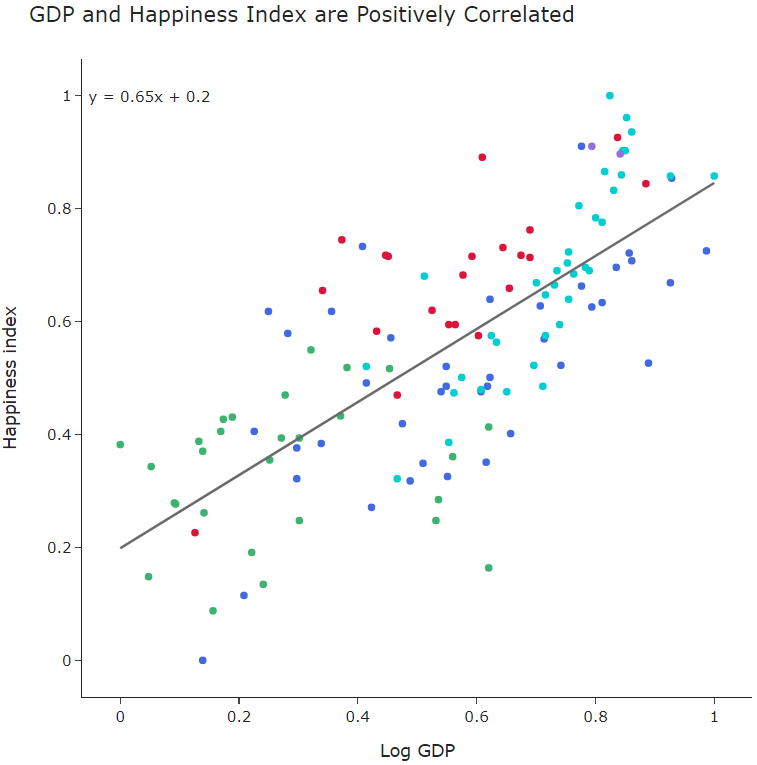 GDP and Happiness Index are Positively Correlated
y = 0.65x + 0.2
1
0.8
0.6
0.4
0.2
0
Happiness index
0 0.2 0.4 0.6 0.8 1
Log GDP